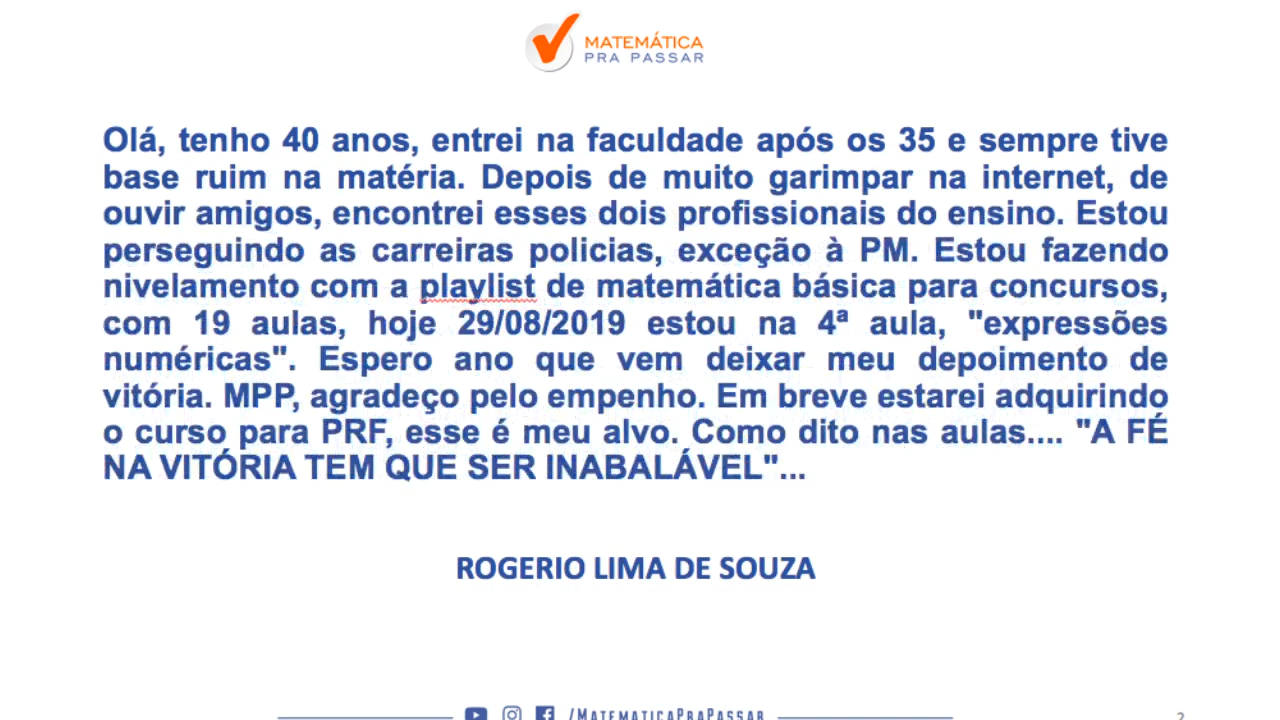 MATEMÁTICA
PRA PASSAR
Olá, tenho 40 anos, entrei na faculdade após os 35 e sempre tive
base ruim na matéria. Depois de muito garimpar na internet, de
ouvir amigos, encontrei esses dois profissionais do ensino. Estou
perseguindo as carreiras policias, exceção à PM. Estou fazendo
nivelamento com a playlist de matemática básica para concursos,
com 19 aulas, hoje 29/08/2019 estou na 4ª aula, "expressões
numéricas". Espero ano que vem deixar meu depoimento de
vitória. MPP, agradeço pelo empenho. Em breve estarei adquirindo
o curso para PRF, esse é meu alvo. Como dito nas aulas.... "A FÉ
NA VITÓRIA TEM QUE SER INABALÁVEL"...
ROGERIO LIMA DE SOUZA
/MATEMATICAPRAPASSAR
2